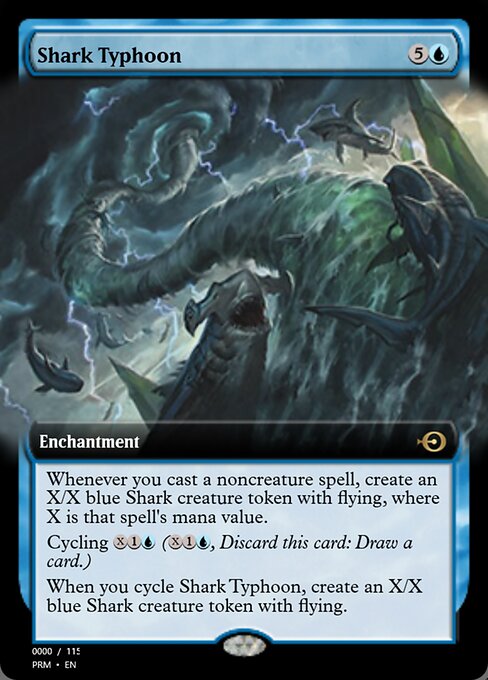 Shark Typhoon
5
Enchantment
Whenever you cast a noncreature spell, create an
X/X blue Shark creature token with flying, where
X is that spell's mana value.
Cycling X1 (X1, Discard this card: Draw a
card.)
When you cycle Shark Typhoon, create an X/X
blue Shark creature token with flying.
0000 / 115
PRM • EN